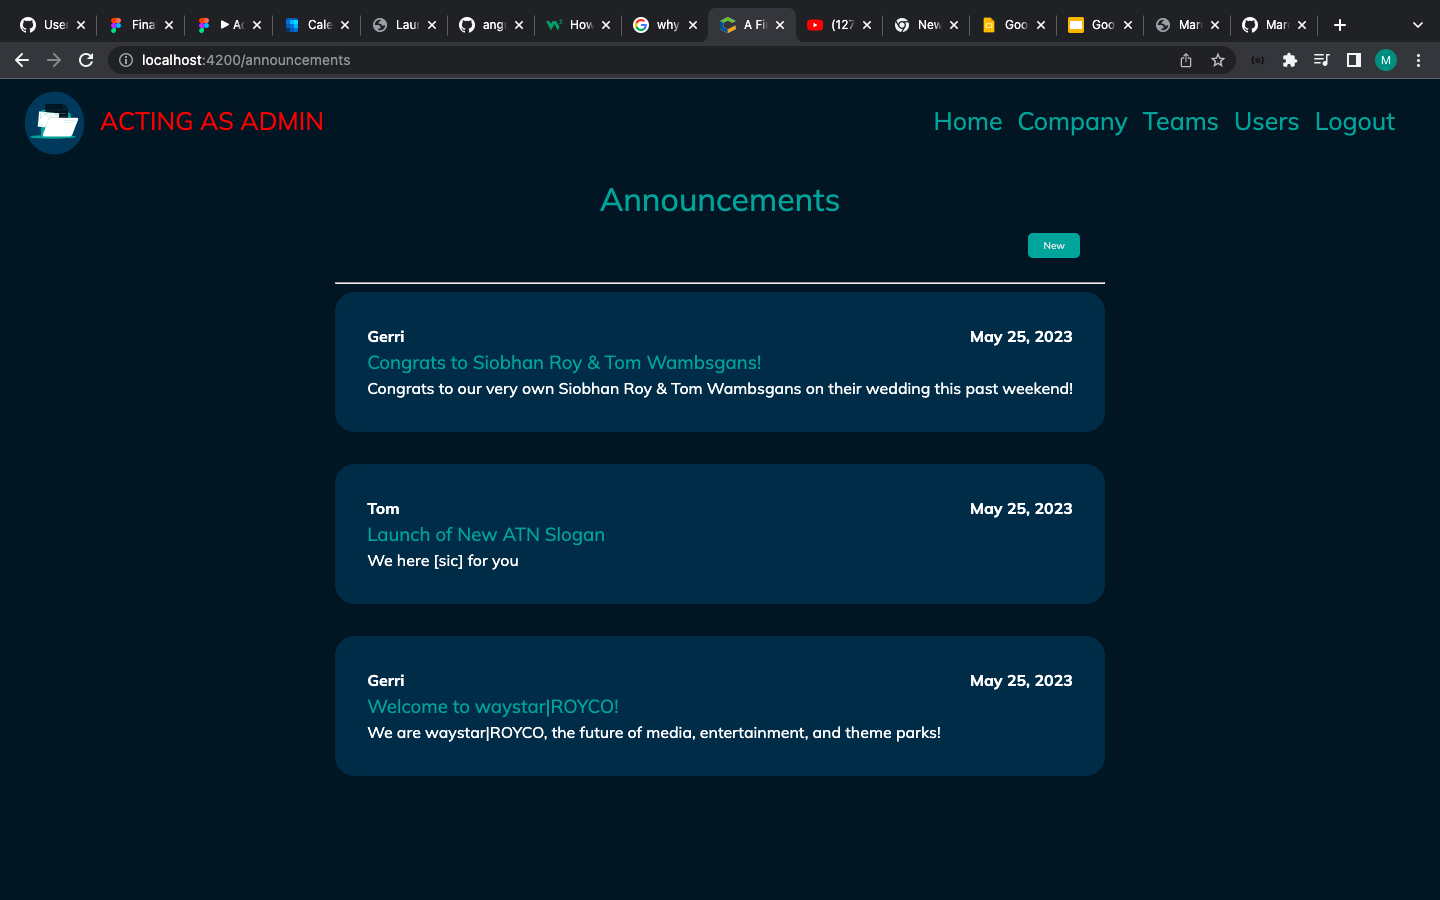 User
Fina
Ac
Cale
Laun
angu
How
why
A Fi
(127
New
Goo
Goo
Mar
Mar
localhost:4200/announcements
M
ACTING AS ADMIN
Home Company Teams Users Logout
Announcements
New
Gerri May 25, 2023
Congrats to Siobhan Roy & Tom Wambsgans!
Congrats to our very own Siobhan Roy & Tom Wambsgans on their wedding this past weekend!
Tom May 25, 2023
Launch of New ATN Slogan
We here [sic] for you
Gerri May 25, 2023
Welcome to waystar|ROYCO!
We are waystar|ROYCO, the future of media, entertainment, and theme parks!